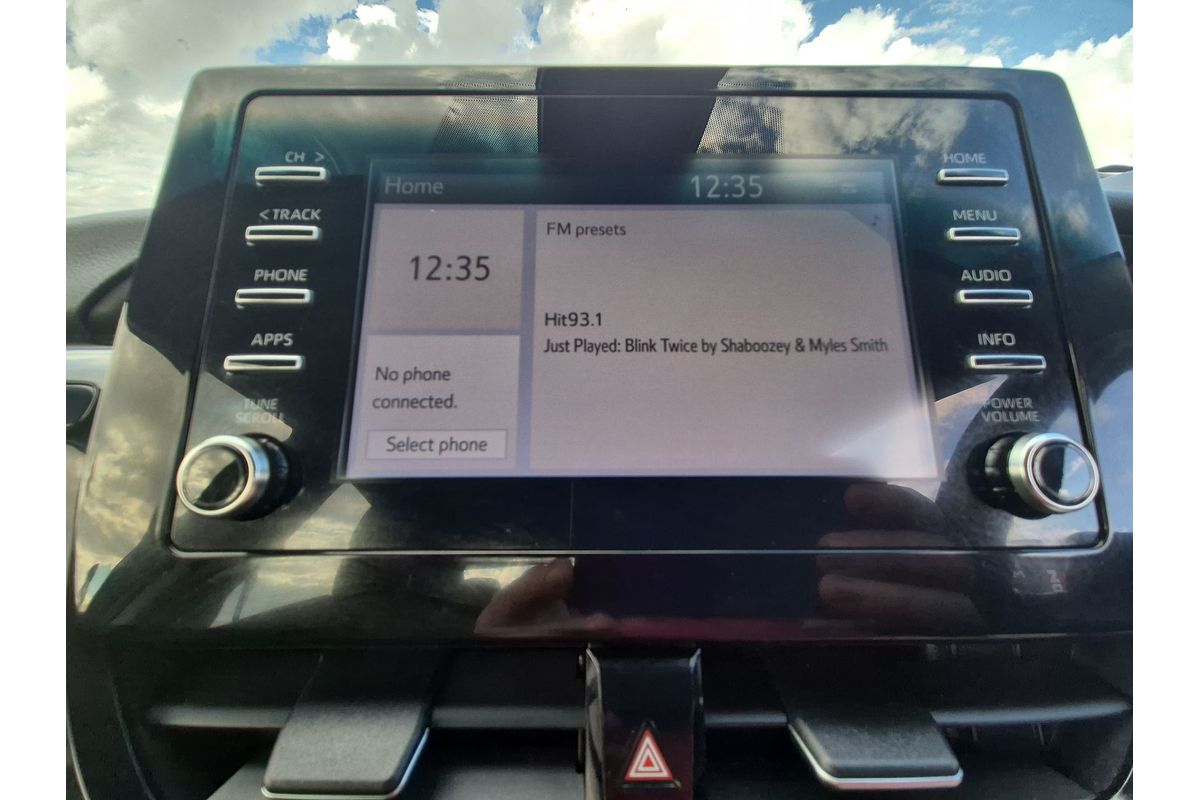 CH >
< TRACK
PHONE
APPS
TUNE
SCROLL
Home
12:35
12:35
No phone
connected.
Select phone
FM presets
Hit93.1
Just Played: Blink Twice by Shaboozey & Myles Smith
HOME
MENU
AUDIO
INFO
POWER
VOLUME